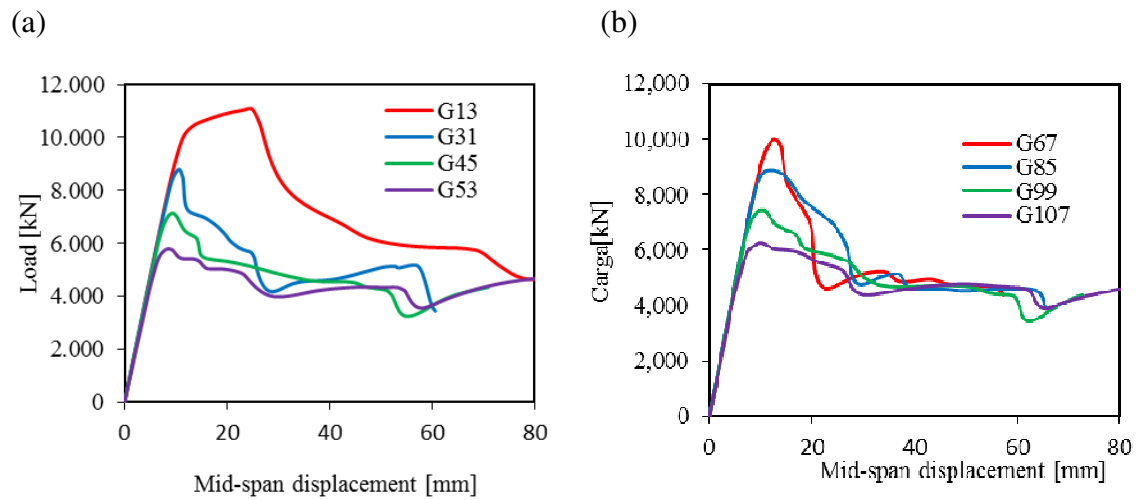 (a)
(b)
12.000
10.000
8.000
6.000
4.000
2.000
0
Load [kN]
G13
G31
G45
G53
0 20 40 60 80
Mid-span displacement [mm]
12,000
10,000
8,000
6,000
4,000
2,000
0
Carga[kN]
G67
G85
G99
G107
0 20 40 60 80
Mid-span displacement [mm]